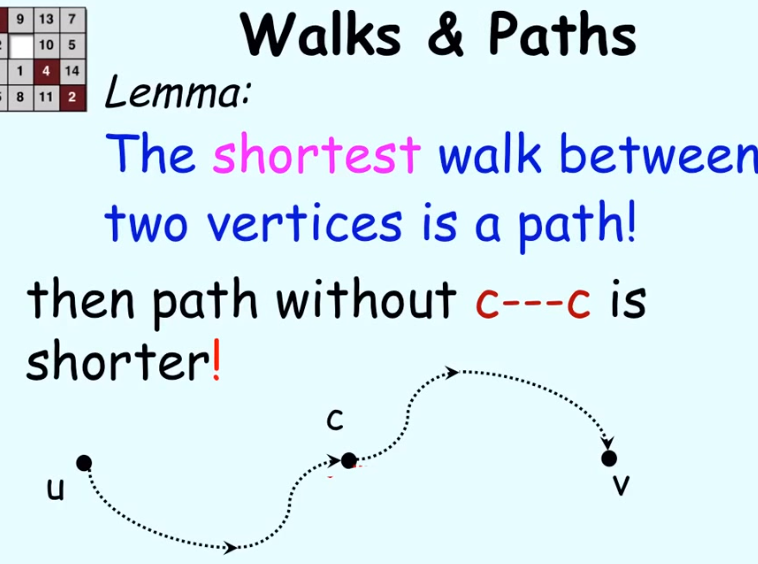 Walks & Paths
9 13 7
10 5
1 4 14
8 11 2
Lemma:
The shortest walk between
two vertices is a path!
then path without c---c is
shorter!
c
u
v